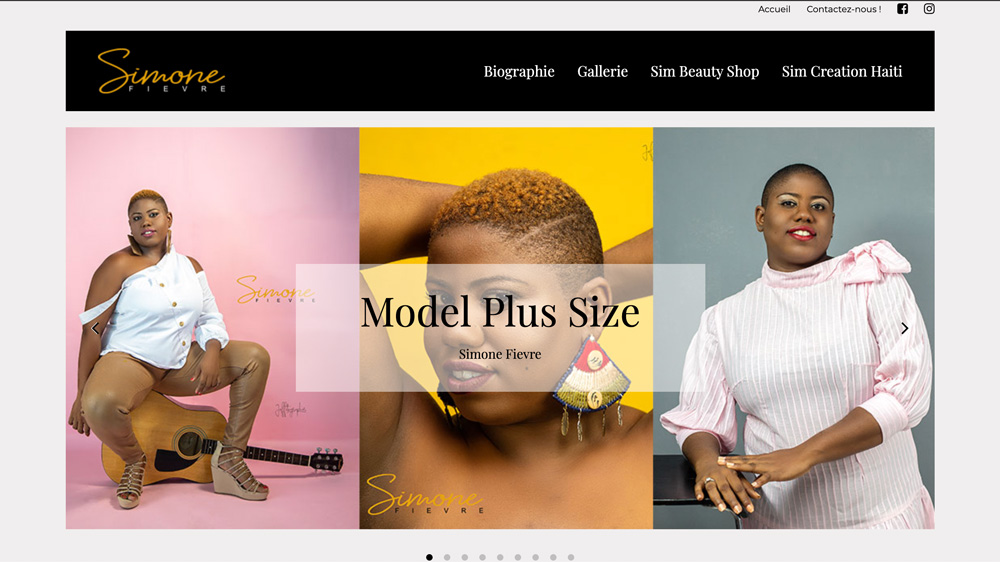 Accueil Contactez-nous !
Simone
FIEVRE
Biographie Gallerie Sim Beauty Shop Sim Creation Haiti
Simone
Model Plus Size
Simone Fievre
Simone
FIEVRE